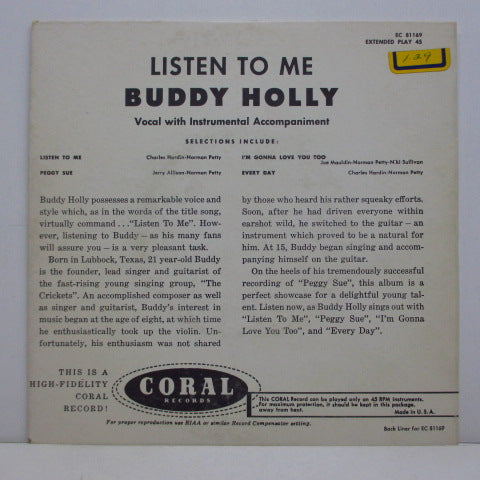 EC 81169
EXTENDED PLAY 45
1.29
LISTEN TO ME
BUDDY HOLLY
Vocal with Instrumental Accompaniment
SELECTIONS INCLUDE:
LISTEN TO ME Charles Hardin-Norman Petty
PEGGY SUE Jerry Allison-Norman Petty
I'M GONNA LOVE YOU TOO
Joe Mauldin-Norman Petty-Niki Sullivan
EVERY DAY Charles Hardin-Norman Petty
Buddy Holly possesses a remarkable voice and
style which, as in the words of the title song,
virtually command . . . "Listen To Me". How-
ever, listening to Buddy — as his many fans
will assure you — is a very pleasant task.
Born in Lubbock, Texas, 21 year-old Buddy
is the founder, lead singer and guitarist of
the fast-rising young singing group, "The
Crickets". An accomplished composer as well
as singer and guitarist, Buddy's interest in
music began at the age of eight, at which time
he enthusiastically took up the violin. Un-
fortunately, his enthusiasm was not shared
by those who heard his rather squeaky efforts.
Soon, after he had driven everyone within
earshot wild, he switched to the guitar — an
instrument which proved to be a natural for
him. At 15, Buddy began singing and accom-
panying himself on the guitar.
On the heels of his tremendously successful
recording of "Peggy Sue", this album is a
perfect showcase for a delightful young tal-
ent. Listen now, as Buddy Holly sings out with
"Listen To Me", "Peggy Sue", "I'm Gonna
Love You Too", and "Every Day".
THIS IS A
HIGH-FIDELITY
CORAL
RECORD!
CORAL
RECORDS
This CORAL Record can be played only on 45 RPM instruments.
For maximum protection, it should be kept in this package,
away from heat.
Made in U.S.A.
For proper reproduction use RIAA or similar Record Compensator setting.
Back Liner for EC 81169